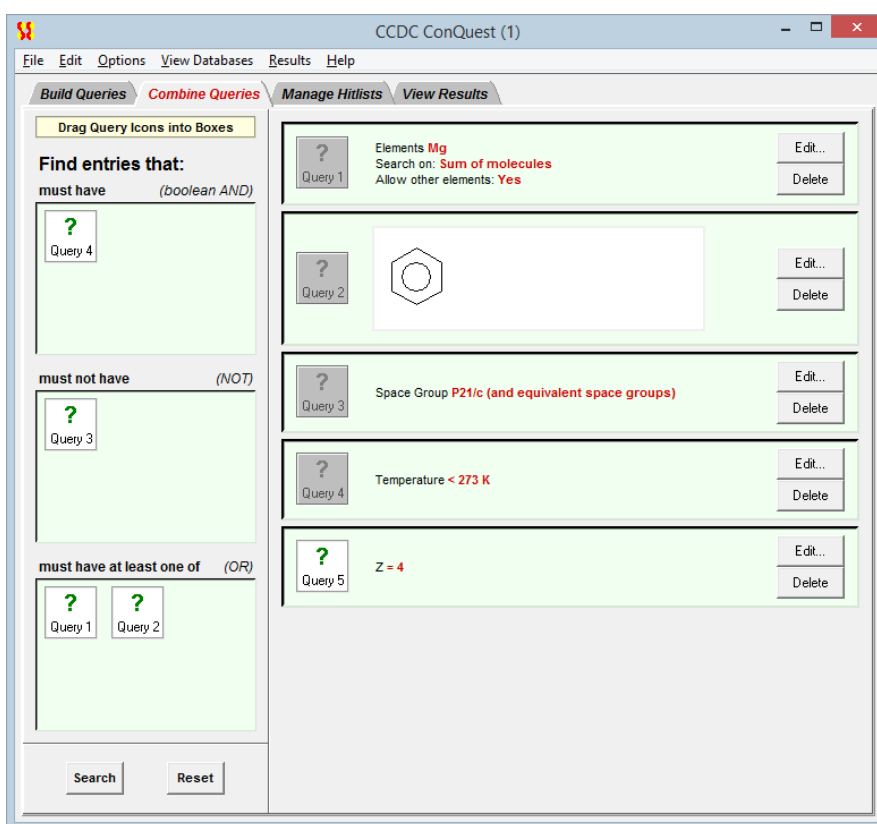 CCDC ConQuest (1)
File Edit Options View Databases Results Help
Build Queries Combine Queries Manage Hitlists View Results
Drag Query Icons into Boxes
Find entries that:
must have (boolean AND)
?
Query 4
must not have (NOT)
?
Query 3
must have at least one of (OR)
? ?
Query 1 Query 2
Search Reset
?
Query 1
Elements Mg
Search on: Sum of molecules
Allow other elements: Yes
Edit...
Delete
?
Query 2
Edit...
Delete
?
Query 3
Space Group P21/c (and equivalent space groups)
Edit...
Delete
?
Query 4
Temperature < 273 K
Edit...
Delete
?
Query 5
Z = 4
Edit...
Delete